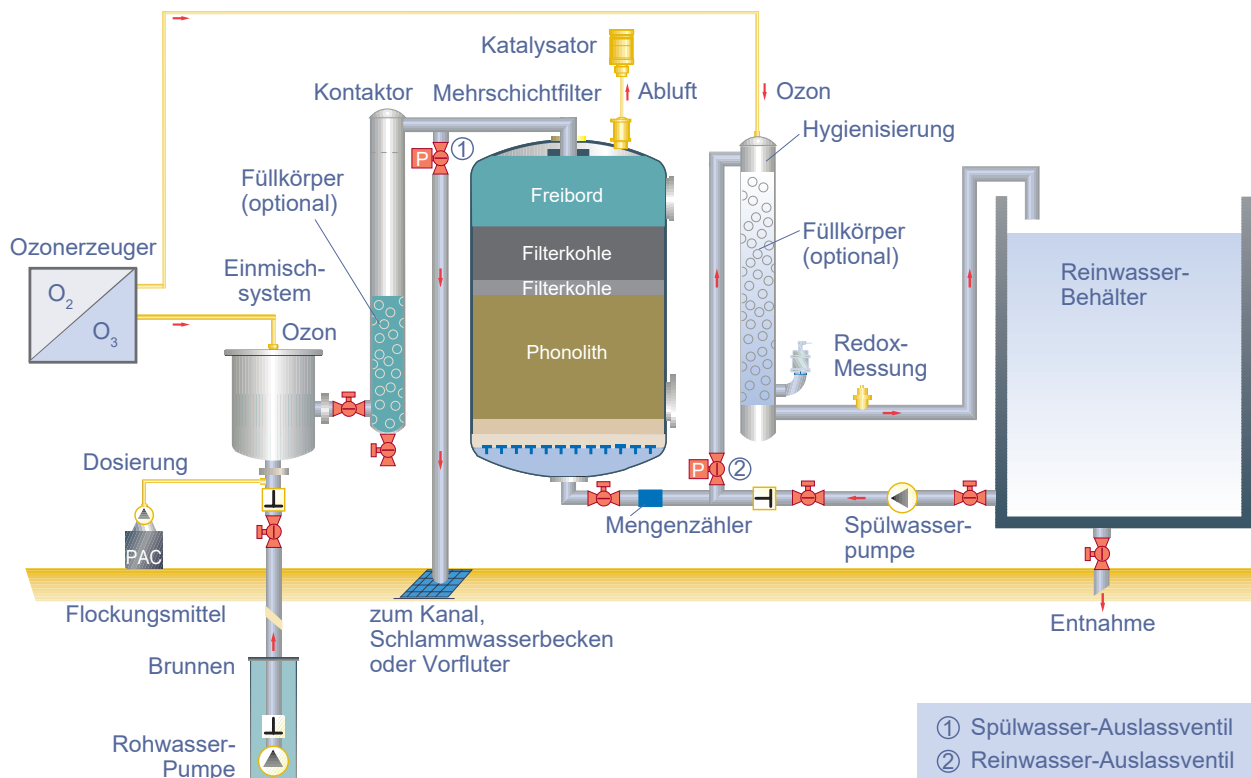 Katalysator
Kontaktor
Mehrschichtfilter
Abluft
Ozon
Hygienisierung
P
1
Füllkörper
(optional)
Freibord
Ozonerzeuger
Filterkohle
Füllkörper
(optional)
Einmisch-
system
O2
O3
Filterkohle
Reinwasser-
Behälter
Ozon
Phonolith
Redox-
Messung
Dosierung
P
2
PAC
Mengenzähler
Spülwasser-
pumpe
Flockungsmittel
zum Kanal,
Schlammwasserbecken
oder Vorfluter
Entnahme
Brunnen
Rohwasser-
Pumpe
1 Spülwasser-Auslassventil
2 Reinwasser-Auslassventil